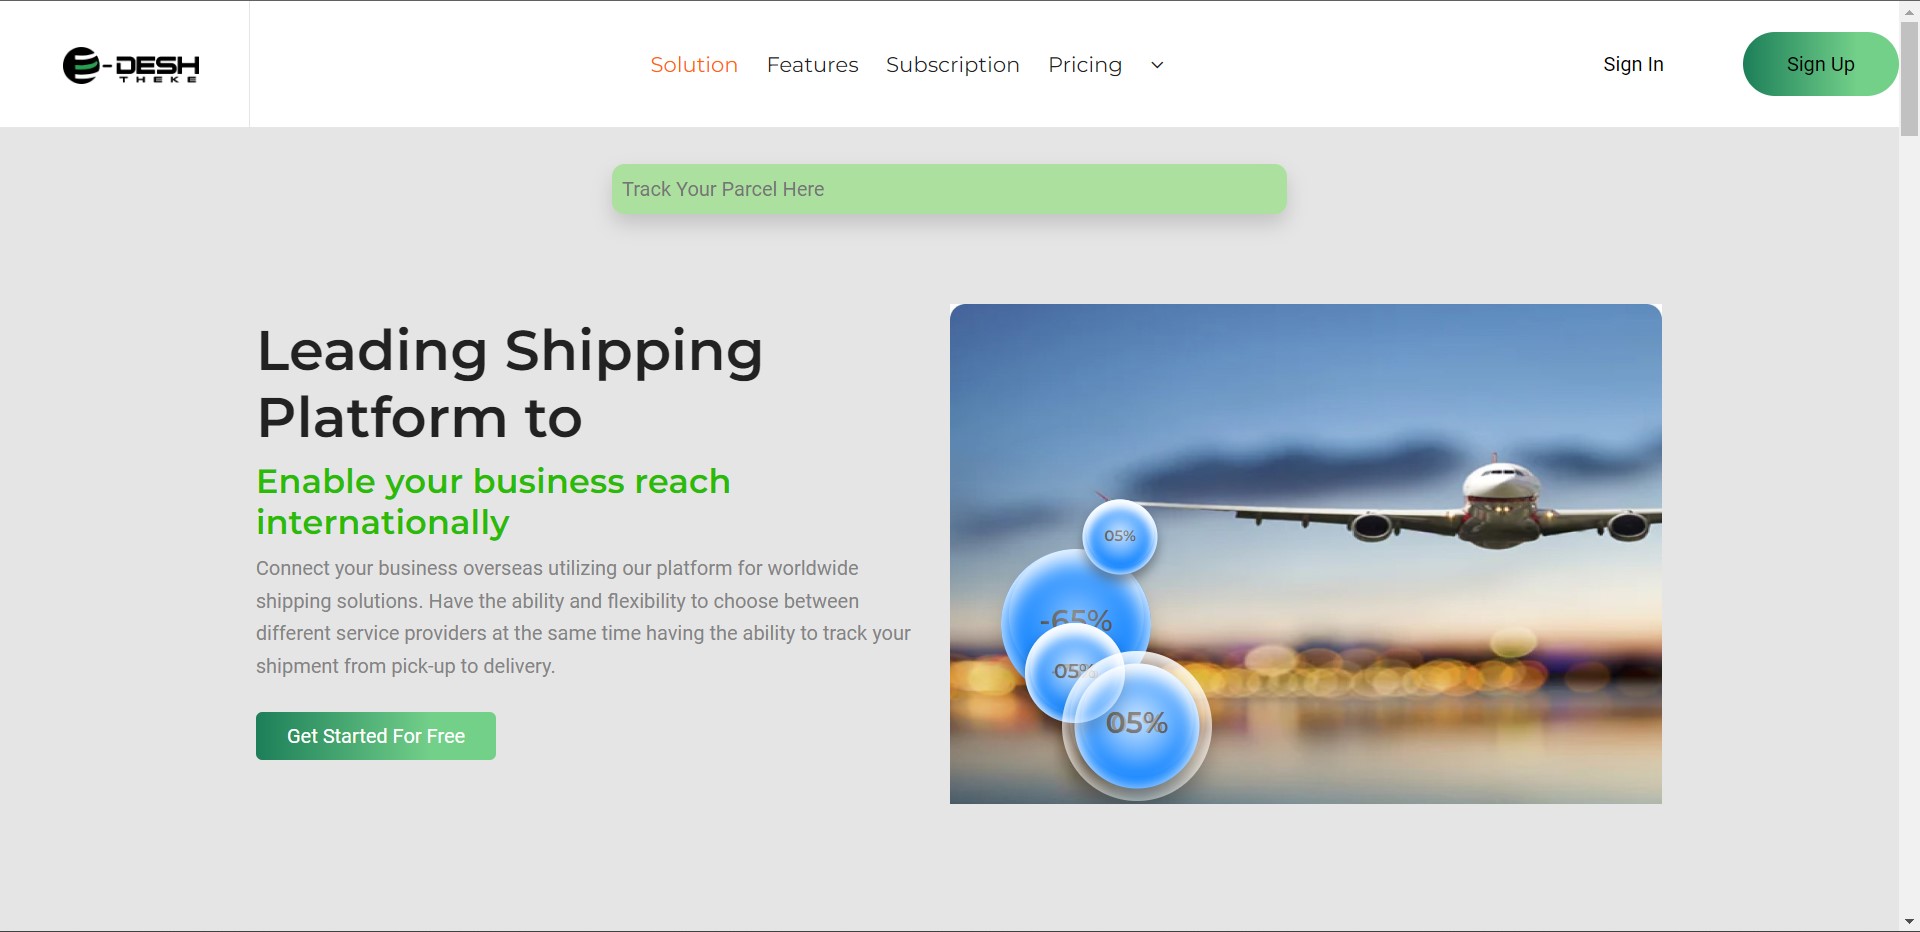 e-DESH
THEKE
Solution Features Subscription Pricing
Sign In
Sign Up
Track Your Parcel Here
Leading Shipping
Platform to
Enable your business reach
internationally
Connect your business overseas utilizing our platform for worldwide
shipping solutions. Have the ability and flexibility to choose between
different service providers at the same time having the ability to track your
shipment from pick-up to delivery.
Get Started For Free
05%
-65%
-05%
05%